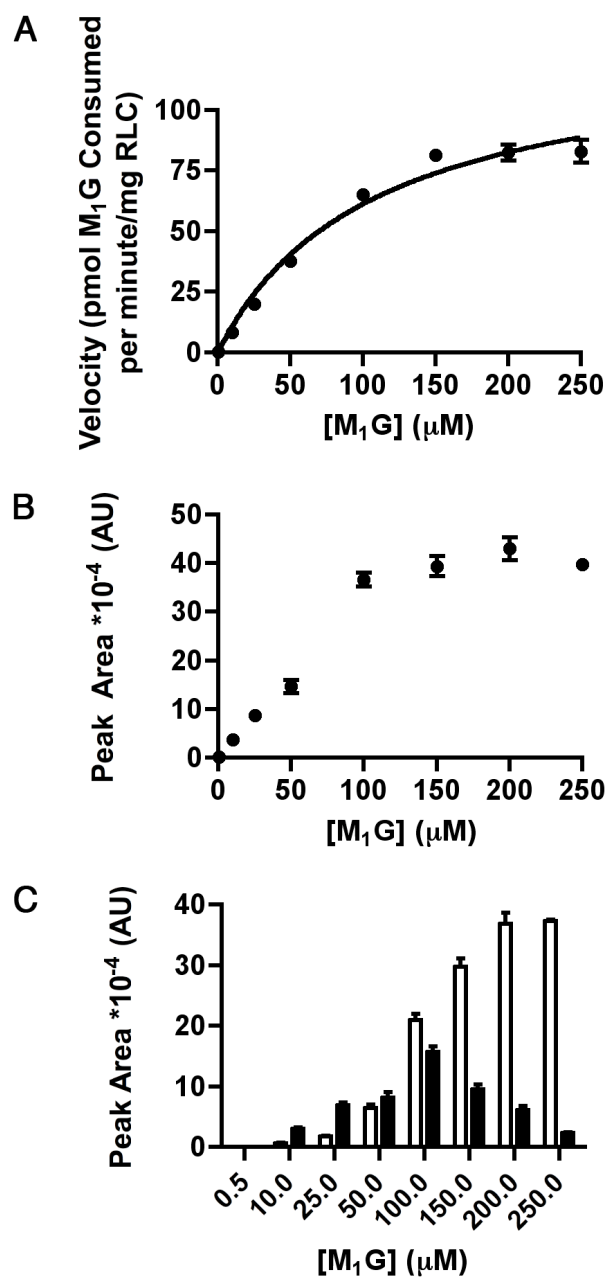 A
Velocity (pmol M₁G Consumed
per minute/mg RLC)
100
75
50
25
0
0 50 100 150 200 250
[M₁G] (μM)
B
Peak Area *10⁻⁴ (AU)
50
40
30
20
10
0
0 50 100 150 200 250
[M₁G] (μM)
C
Peak Area *10⁻⁴ (AU)
40
30
20
10
0
0.5 10.0 25.0 50.0 100.0 150.0 200.0 250.0
[M₁G] (μM)